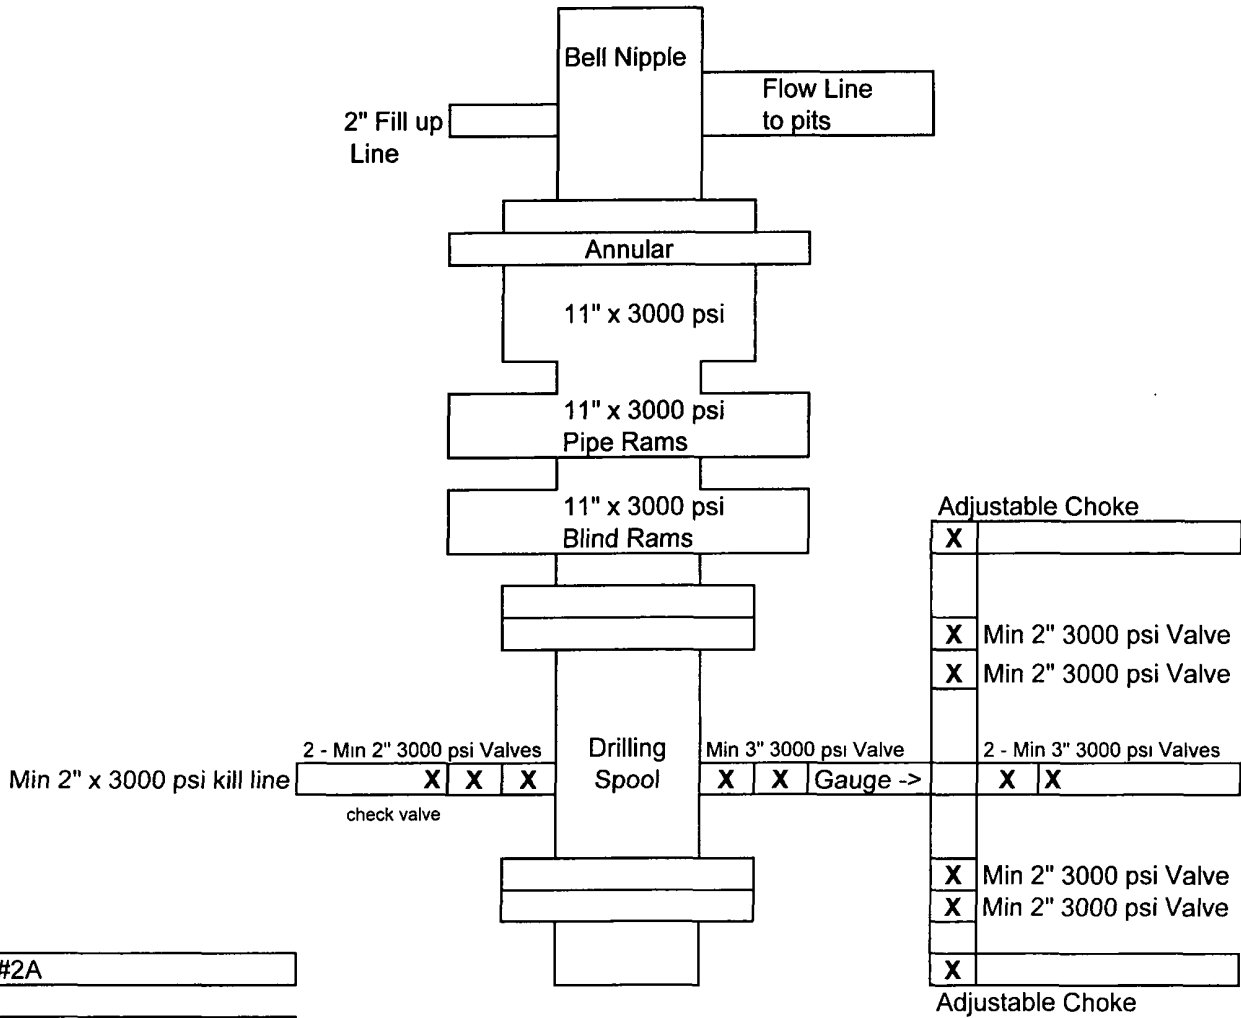 Bell Nipple
Flow Line
to pits
2" Fill up
Line
Annular
11" x 3000 psi
11" x 3000 psi
Pipe Rams
11" x 3000 psi
Blind Rams
Adjustable Choke
X
X Min 2" 3000 psi Valve
X Min 2" 3000 psi Valve
2 - Min 2" 3000 psi Valves
Drilling
Spool
Min 3" 3000 psi Valve
2 - Min 3" 3000 psi Valves
Min 2" x 3000 psi kill line X X X
X X Gauge -> X X
check valve
X Min 2" 3000 psi Valve
X Min 2" 3000 psi Valve
#2A
X
Adjustable Choke